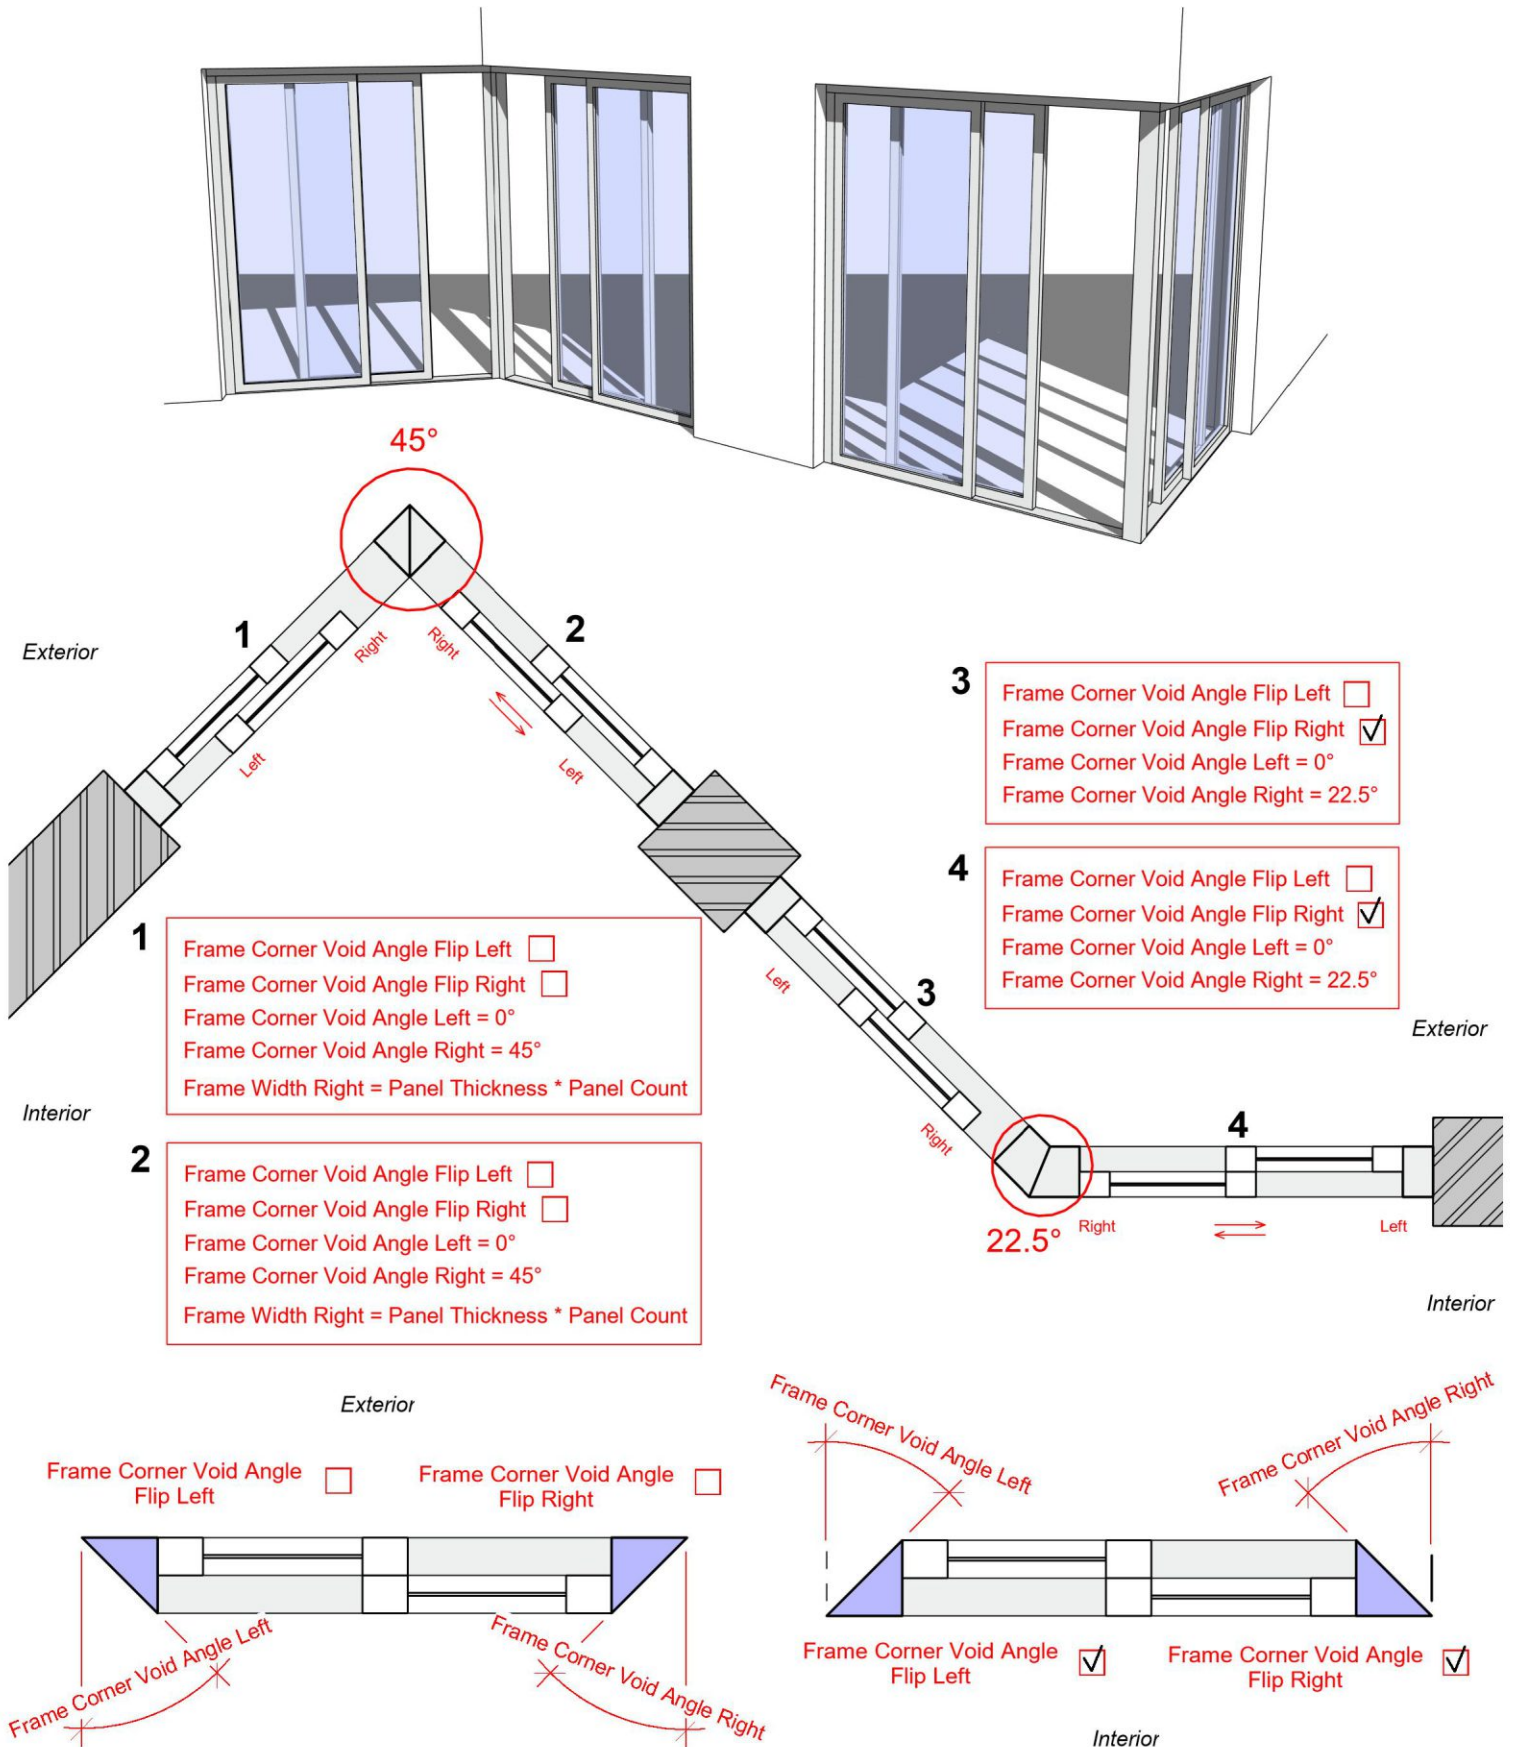 45°
1
2
Exterior
Right
Right
Left
Left
3
Frame Corner Void Angle Flip Left
Frame Corner Void Angle Flip Right
Frame Corner Void Angle Left = 0°
Frame Corner Void Angle Right = 22.5°
4
Frame Corner Void Angle Flip Left
Frame Corner Void Angle Flip Right
Frame Corner Void Angle Left = 0°
Frame Corner Void Angle Right = 22.5°
1
Frame Corner Void Angle Flip Left
Frame Corner Void Angle Flip Right
Frame Corner Void Angle Left = 0°
Frame Corner Void Angle Right = 45°
Frame Width Right = Panel Thickness * Panel Count
Left
3
Right
Exterior
Interior
4
2
Frame Corner Void Angle Flip Left
Frame Corner Void Angle Flip Right
Frame Corner Void Angle Left = 0°
Frame Corner Void Angle Right = 45°
Frame Width Right = Panel Thickness * Panel Count
22.5°
Right
Left
Interior
Exterior
Frame Corner Void Angle
Flip Left
Frame Corner Void Angle
Flip Right
Frame Corner Void Angle Left
Frame Corner Void Angle Right
Frame Corner Void Angle Left
Frame Corner Void Angle Right
Frame Corner Void Angle
Flip Left
Frame Corner Void Angle
Flip Right
Interior